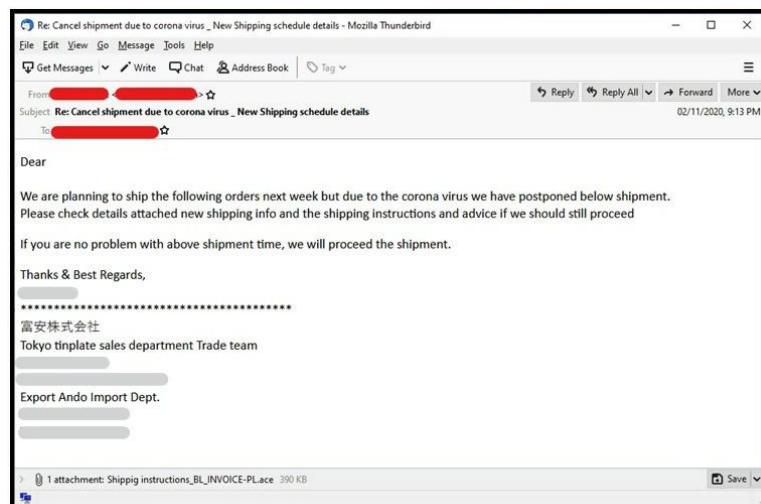 Re: Cancel shipment due to corona virus _ New Shipping schedule details - Mozilla Thunderbird
File Edit View Go Message Tools Help
Get Messages Write Chat Address Book Tag
From < > Reply Reply All Forward More
Subject Re: Cancel shipment due to corona virus _ New Shipping schedule details 02/11/2020, 9:13 PM
To
Dear
We are planning to ship the following orders next week but due to the corona virus we have postponed below shipment.
Please check details attached new shipping info and the shipping instructions and advice if we should still proceed
If you are no problem with above shipment time, we will proceed the shipment.
Thanks & Best Regards,
******************************************
富安株式会社
Tokyo tinplate sales department Trade team
Export Ando Import Dept.
1 attachment: Shippig instructions_BL_INVOICE-PL.ace 390 KB Save